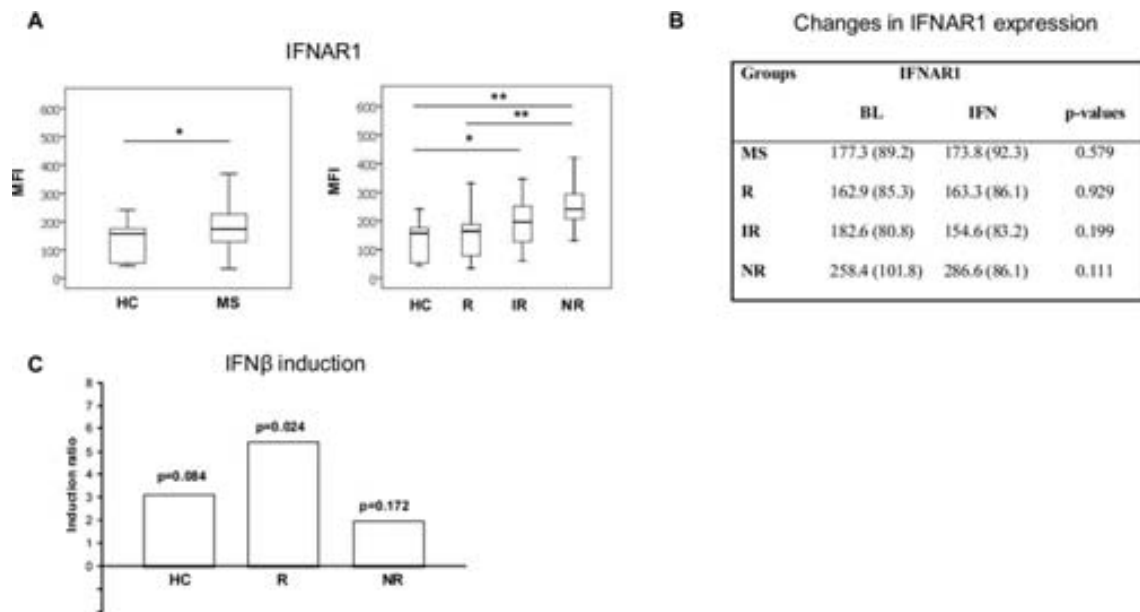 A
IFNAR1
MFI
600
500
400
300
200
100
0
*
HC MS
MFI
600
500
400
300
200
100
0
**
**
*
HC R IR NR
B
Changes in IFNAR1 expression
Groups IFNAR1
BL IFN p-values
MS 177.3 (89.2) 173.8 (92.3) 0.579
R 162.9 (85.3) 163.3 (86.1) 0.929
IR 182.6 (80.8) 154.6 (83.2) 0.199
NR 258.4 (101.8) 286.6 (86.1) 0.111
C
IFNβ induction
Induction ratio
8
7
6
5
4
3
2
1
0
p=0.084
p=0.024
p=0.172
HC R NR